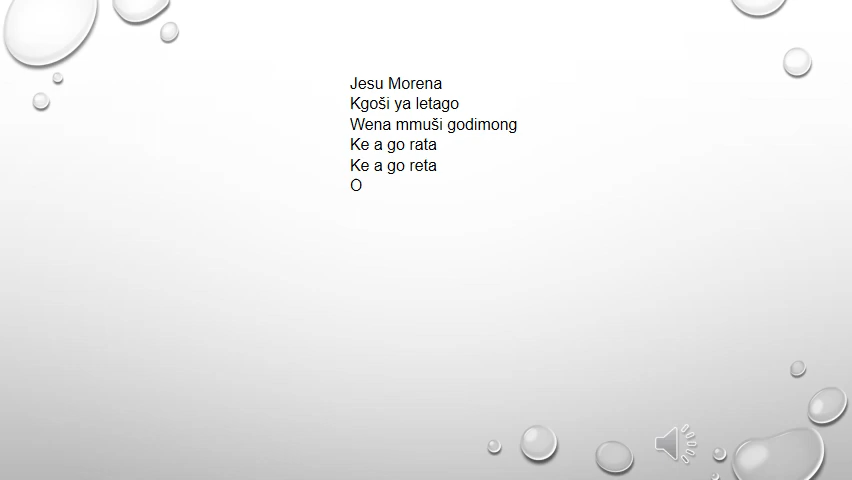 Jesu Morena
Kgoši ya letago
Wena mmuši godimong
Ke a go rata
Ke a go reta
O